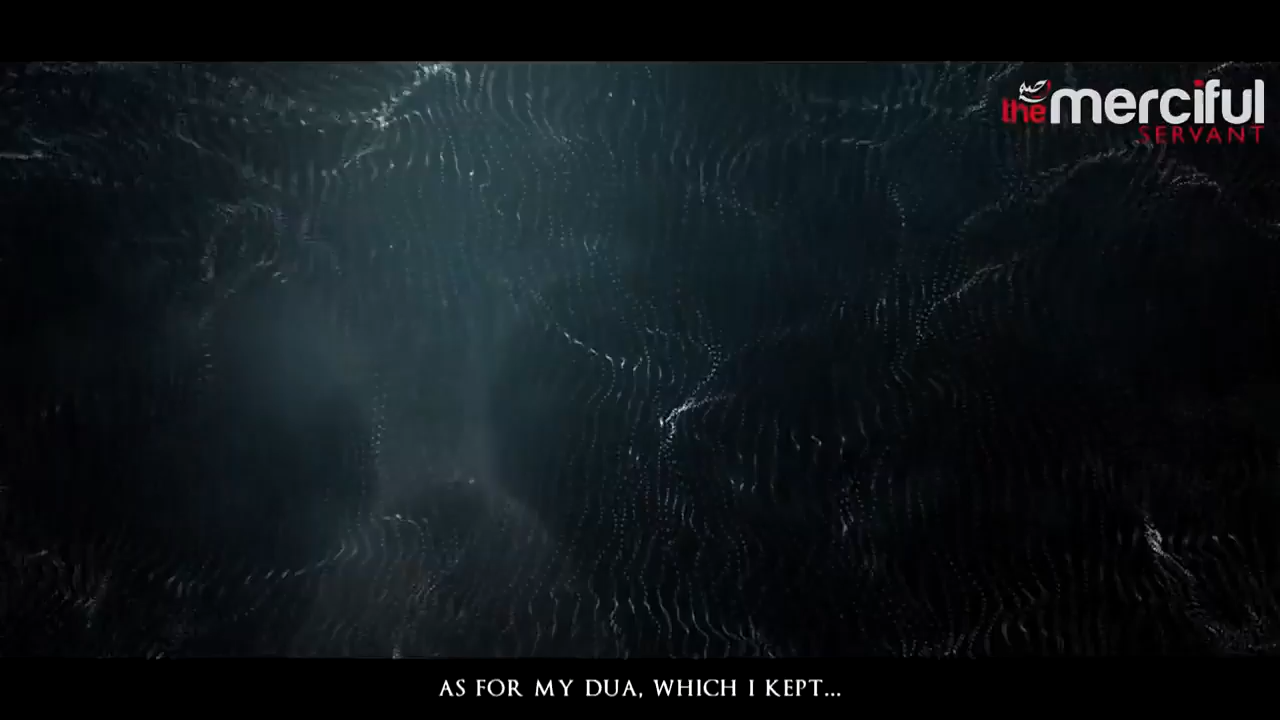 the merciful
SERVANT
AS FOR MY DUA, WHICH I KEPT...